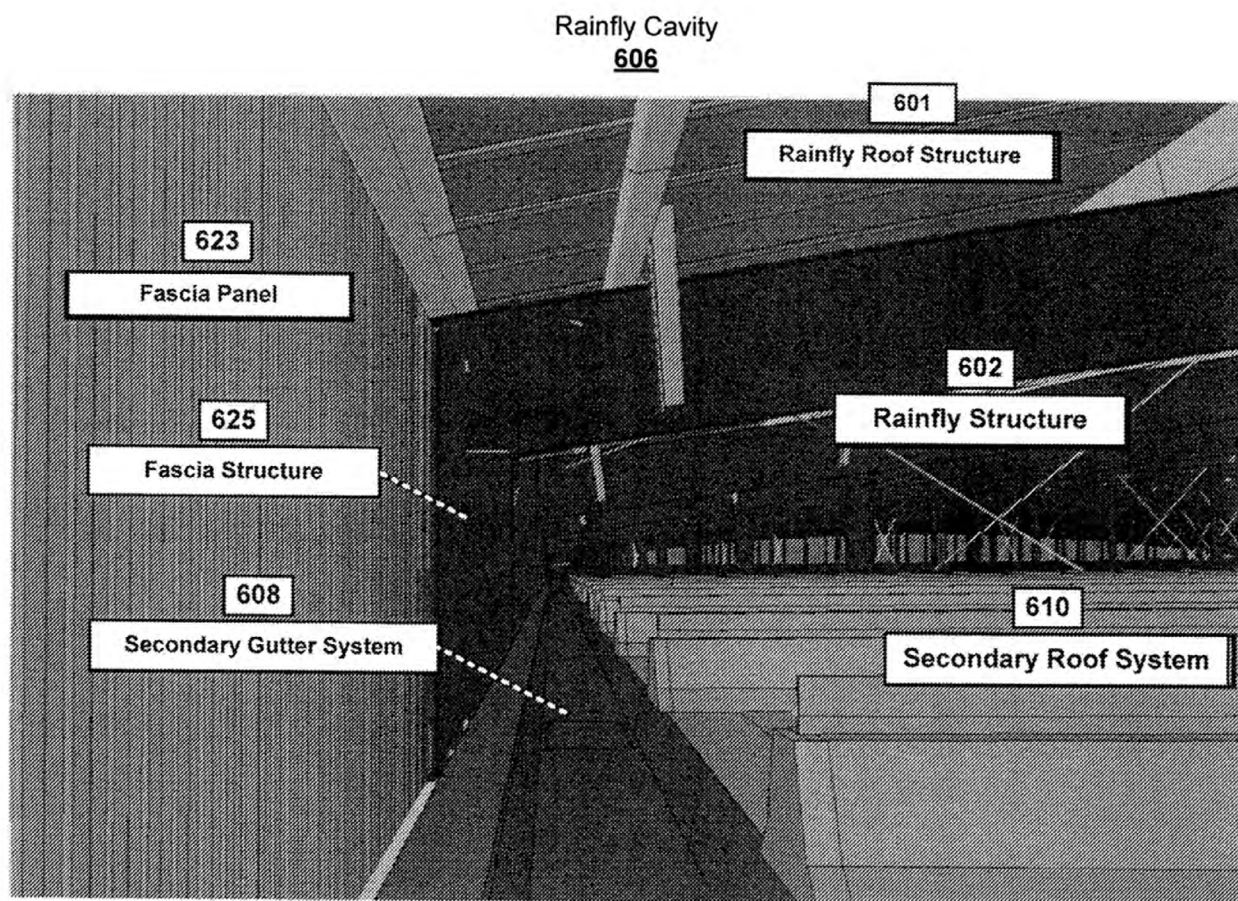 Rainfly Cavity
606
601
Rainfly Roof Structure
623
Fascia Panel
602
Rainfly Structure
625
Fascia Structure
608
Secondary Gutter System
610
Secondary Roof System